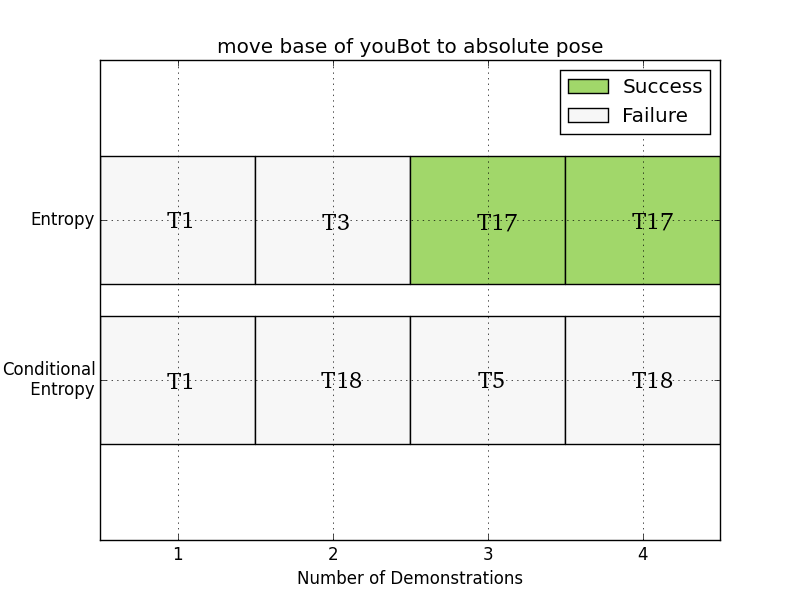 move base of youBot to absolute pose
Success
Failure
Entropy
T1
T3
T17
T17
Conditional
Entropy
T1
T18
T5
T18
1
2
3
4
Number of Demonstrations